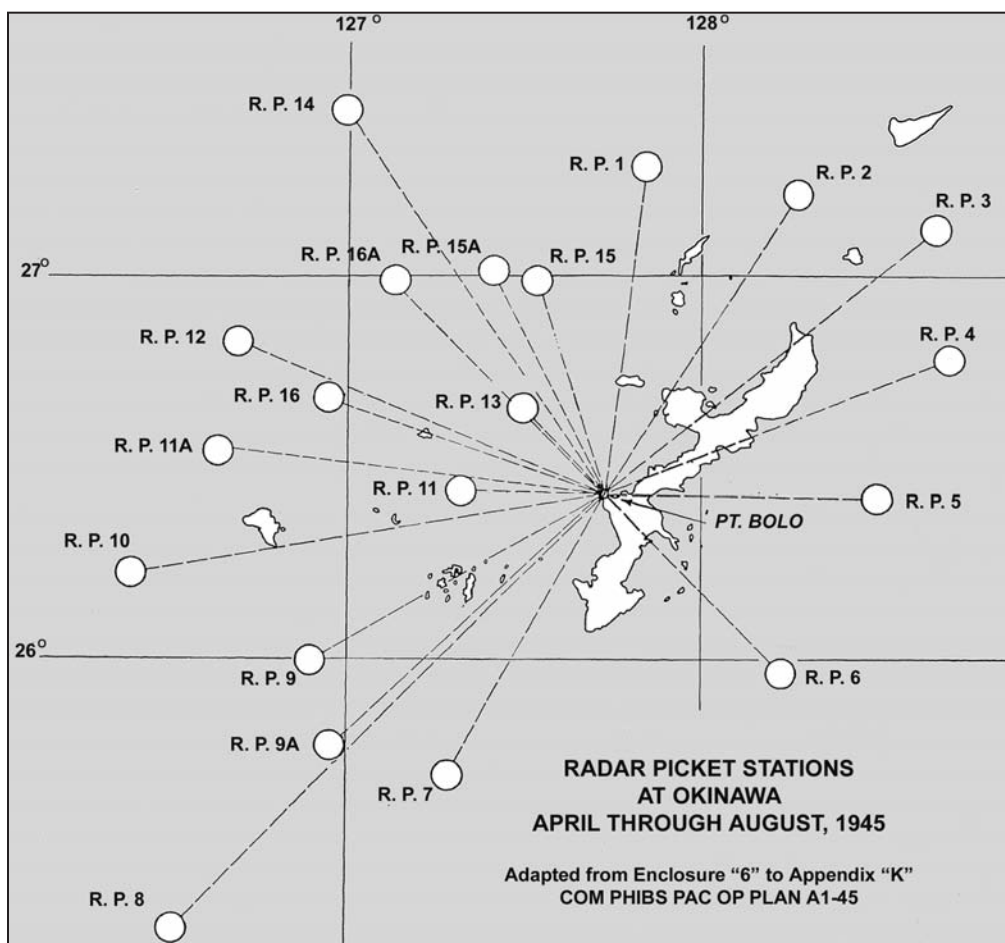 127°
128°
R. P. 14
R. P. 1
R. P. 2
R. P. 3
R. P. 15A
R. P. 16A
R. P. 15
27°
R. P. 12
R. P. 4
R. P. 16
R. P. 13
R. P. 11A
R. P. 11
R. P. 5
PT. BOLO
R. P. 10
26°
R. P. 9
R. P. 6
R. P. 9A
R. P. 7
RADAR PICKET STATIONS
AT OKINAWA
APRIL THROUGH AUGUST, 1945
Adapted from Enclosure “6” to Appendix “K”
COM PHIBS PAC OP PLAN A1-45
R. P. 8